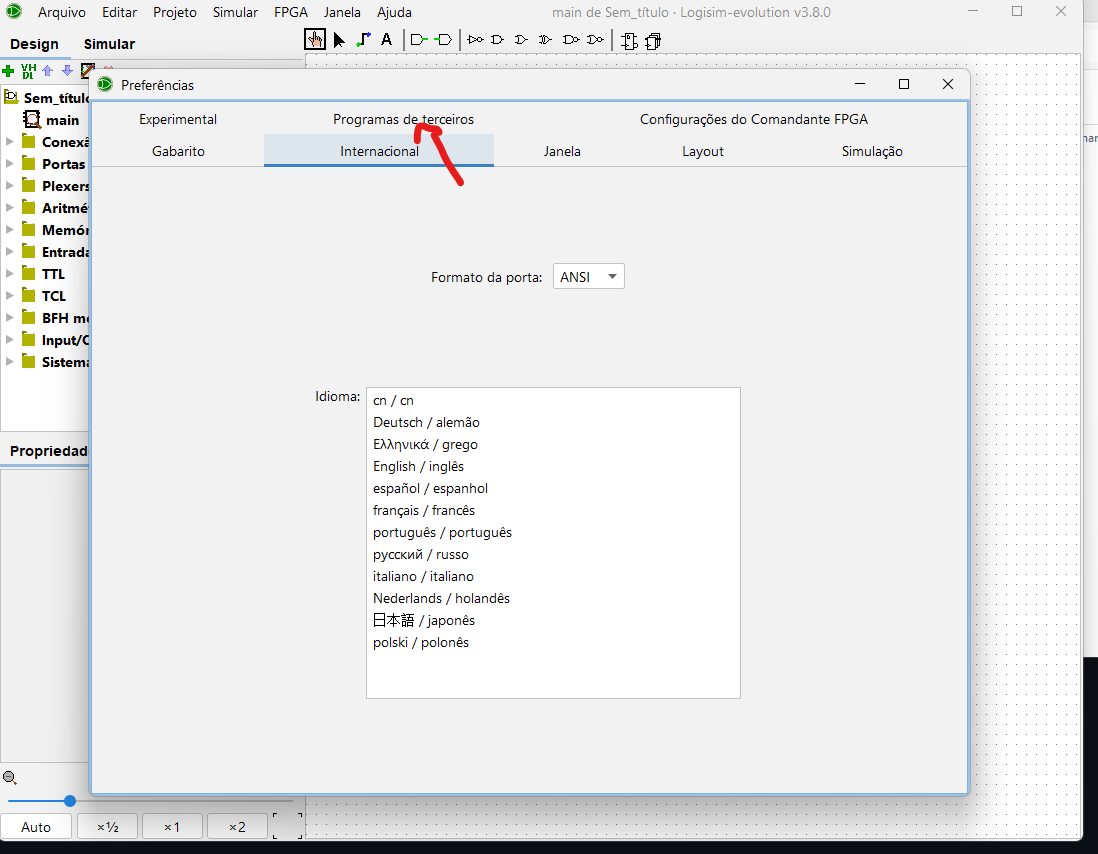 Arquivo Editar Projeto Simular FPGA Janela Ajuda
main de Sem_título · Logisim-evolution v3.8.0
Design Simular
A
VH
DL
Preferências
Sem_título
main
Conexã
Portas
Plexers
Aritmé
Memór
Entrada
TTL
TCL
BFH me
Input/O
Sistema
Propriedad
Experimental Programas de terceiros Configurações do Comandante FPGA
Gabarito Internacional Janela Layout Simulação
Formato da porta: ANSI
Idioma:
cn / cn
Deutsch / alemão
Ελληνικά / grego
English / inglês
español / espanhol
français / francês
português / português
русский / russo
italiano / italiano
Nederlands / holandês
日本語 / japonês
polski / polonês
Auto ×½ ×1 ×2